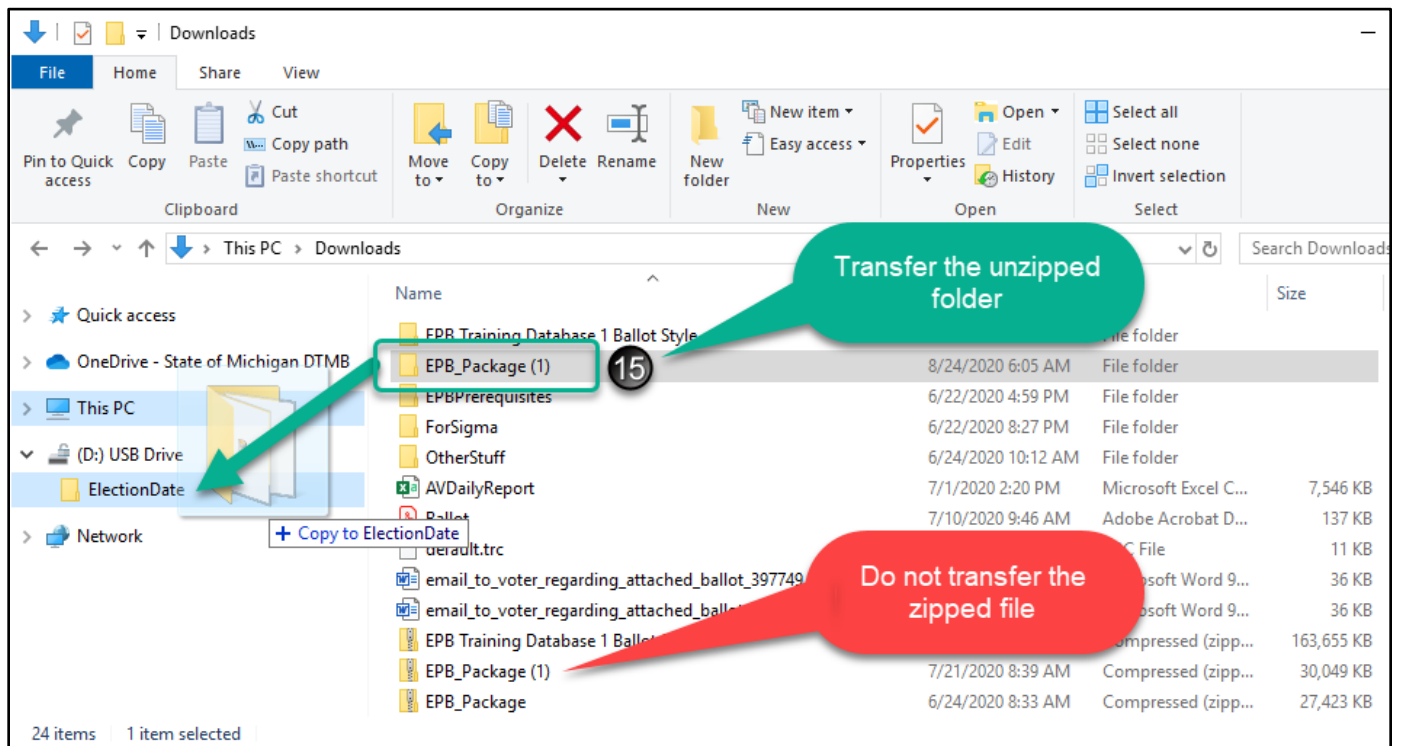 Downloads
File Home Share View
Pin to Quick access
Copy
Paste
Cut
Copy path
Paste shortcut
Clipboard
Move to
Copy to
Delete
Rename
Organize
New folder
New item
Easy access
New
Properties
Open
Edit
History
Open
Select all
Select none
Invert selection
Select
This PC > Downloads
Search Downloads
Transfer the unzipped
folder
Name Size
Quick access
OneDrive - State of Michigan DTMB
This PC
(D:) USB Drive
ElectionDate
Network
+ Copy to ElectionDate
EPB Training Database 1 Ballot Style File folder
EPB_Package (1) 15 8/24/2020 6:05 AM File folder
EPBPrerequisites 6/22/2020 4:59 PM File folder
ForSigma 6/22/2020 8:27 PM File folder
OtherStuff 6/24/2020 10:12 AM File folder
AVDailyReport 7/1/2020 2:20 PM Microsoft Excel C... 7,546 KB
Ballot 7/10/2020 9:46 AM Adobe Acrobat D... 137 KB
default.trc File 11 KB
email_to_voter_regarding_attached_ballot_397749 Word 9... 36 KB
email_to_voter_regarding_attached_ballot Word 9... 36 KB
EPB Training Database 1 Ballot Compressed (zipp... 163,655 KB
EPB_Package (1) 7/21/2020 8:39 AM Compressed (zipp... 30,049 KB
EPB_Package 6/24/2020 8:33 AM Compressed (zipp... 27,423 KB
Do not transfer the
zipped file
24 items 1 item selected